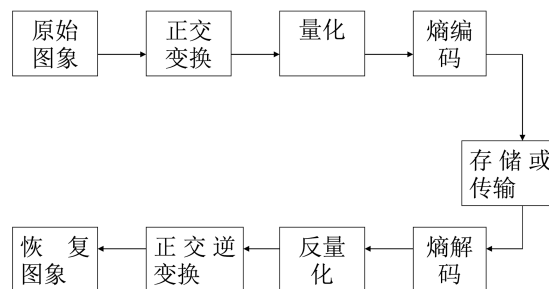 原始
图象
正交
变换
量化
熵编
码
存储或
传输
恢复
图象
正交逆
变换
反量
化
熵解
码